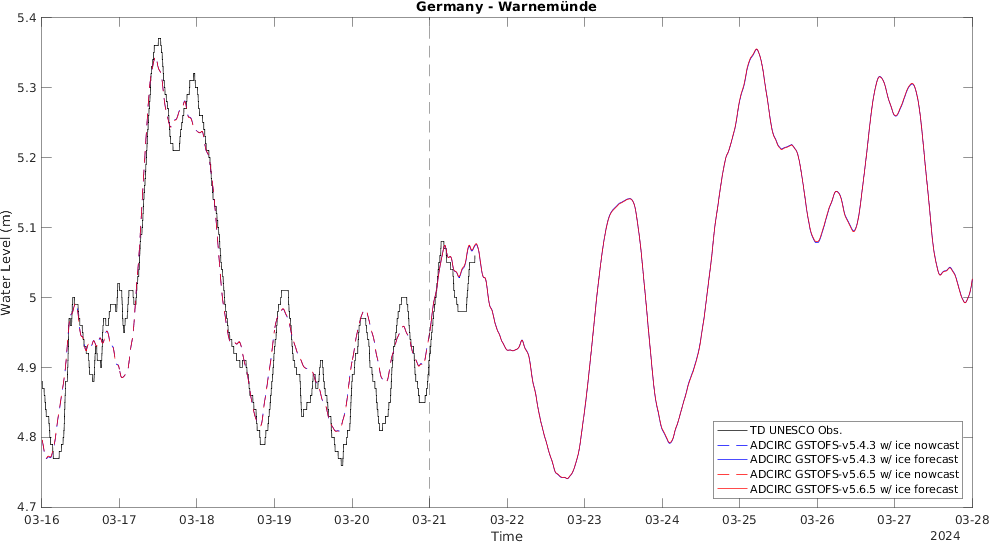 Germany - Warnemünde
5.4
5.3
5.2
5.1
5
4.9
4.8
4.7
Water Level (m)
TD UNESCO Obs.
ADCIRC GSTOFS-v5.4.3 w/ ice nowcast
ADCIRC GSTOFS-v5.4.3 w/ ice forecast
ADCIRC GSTOFS-v5.6.5 w/ ice nowcast
ADCIRC GSTOFS-v5.6.5 w/ ice forecast
03-16 03-17 03-18 03-19 03-20 03-21 03-22 03-23 03-24 03-25 03-26 03-27 03-28
Time 2024